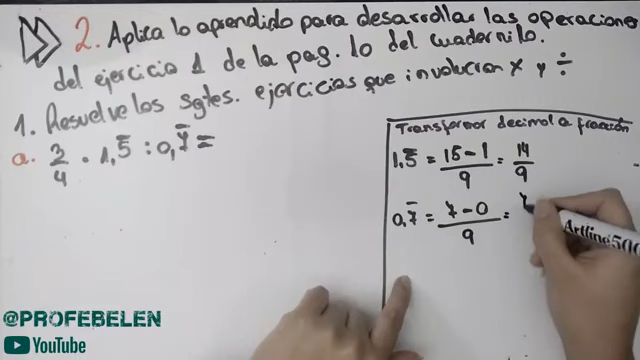 2. Aplica lo aprendido para desarrollar las operaciones
del ejercicio 1 de la pag. 10 del cuadernillo.
1. Resuelve los sgtes. ejercicios que involucran x y ÷
a. 3/4 · 1,5̅ : 0,7̅ =
Transformar decimal a fracción
1,5̅ = 15-1/9 = 14/9
0,7̅ = 7-0/9 =
Artline 500
@PROFEBELEN
YouTube